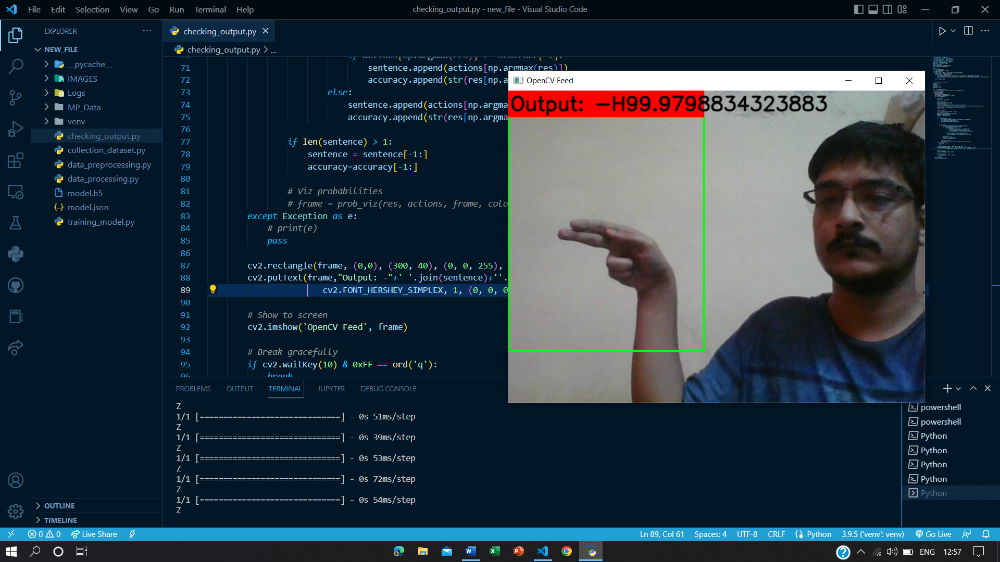 File Edit Selection View Go Run Terminal Help
checking_output.py - new_file - Visual Studio Code
EXPLORER
NEW_FILE
__pycache__
IMAGES
Logs
MP_Data
venv
checking_output.py
collection_dataset.py
data_preprocessing.py
data_processing.py
model.h5
model.json
training_model.py
OUTLINE
TIMELINE
checking_output.py
checking_output.py > ...
71 sentence.append(actions[np.argmax(res)])
72 accuracy.append(str(res[np.a
73 else:
74 sentence.append(actions[np.argma
75 accuracy.append(str(res[np.argma
76
77 if len(sentence) > 1:
78 sentence = sentence[-1:]
79 accuracy=accuracy[-1:]
80
81 # Viz probabilities
82 # frame = prob_viz(res, actions, frame, colo
83 except Exception as e:
84 # print(e)
85 pass
86
87 cv2.rectangle(frame, (0,0), (300, 40), (0, 0, 255),
88 cv2.putText(frame,"Output: -"+' '.join(sentence)+''.
89 cv2.FONT_HERSHEY_SIMPLEX, 1, (0, 0, 0
90
91 # Show to screen
92 cv2.imshow('OpenCV Feed', frame)
93
94 # Break gracefully
95 if cv2.waitKey(10) & 0xFF == ord('q'):
96 break
OpenCV Feed
Output: -H99.9798834323883
PROBLEMS OUTPUT TERMINAL JUPYTER DEBUG CONSOLE
Z
1/1 [==============================] - 0s 51ms/step
Z
1/1 [==============================] - 0s 39ms/step
Z
1/1 [==============================] - 0s 53ms/step
Z
1/1 [==============================] - 0s 72ms/step
Z
1/1 [==============================] - 0s 54ms/step
Z
powershell
powershell
Python
Python
Python
Python
Python
0 0 Live Share
Ln 89, Col 61 Spaces: 4 UTF-8 CRLF Python 3.9.5 ('venv': venv) Go Live
ENG 12:57